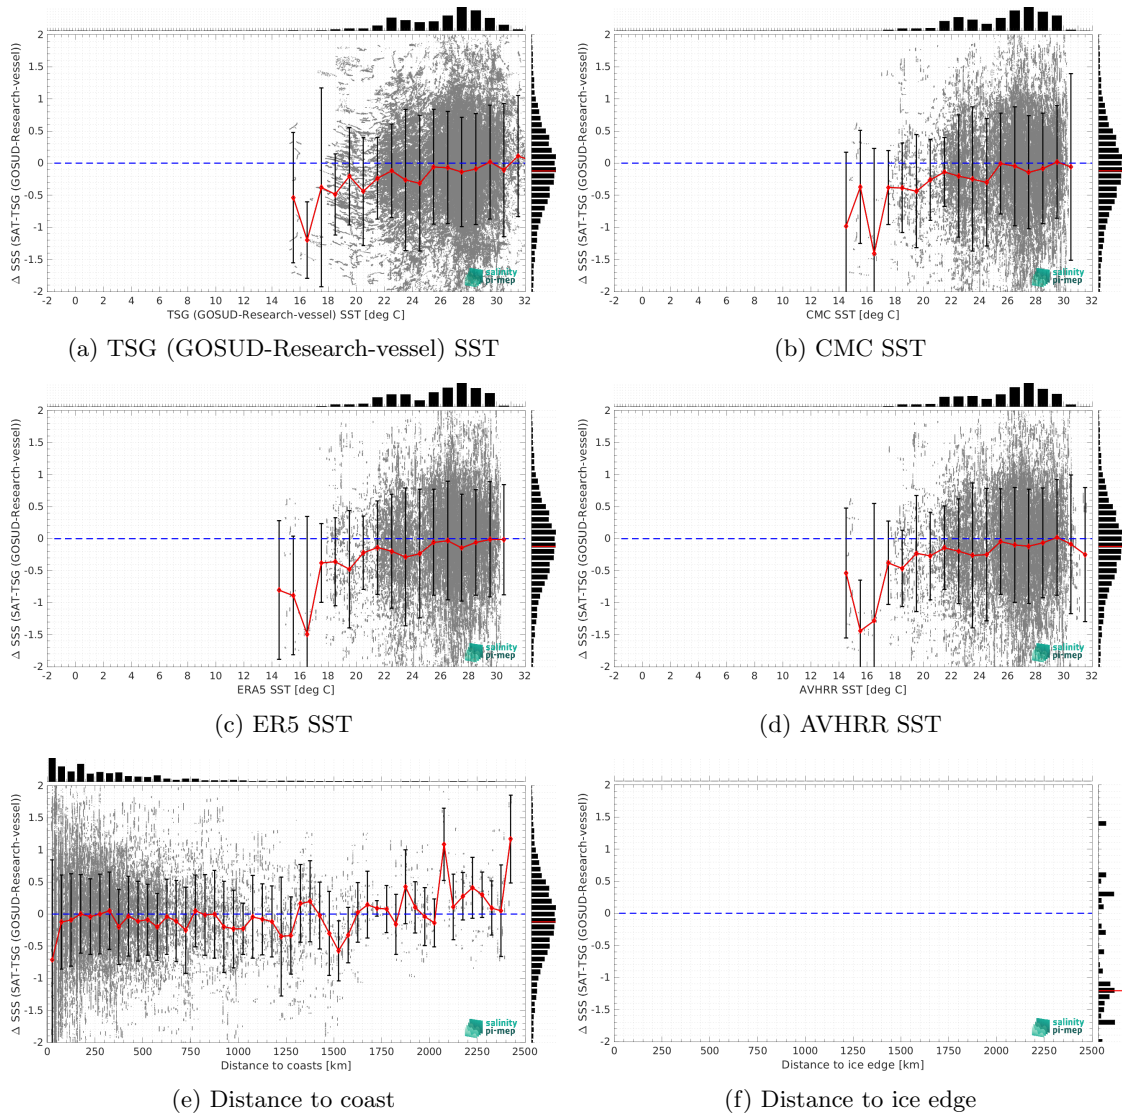 2
1.5
1
0.5
0
-0.5
-1
-1.5
-2
Δ SSS (SAT-TSG (GOSUD-Research-vessel))
-2 0 2 4 6 8 10 12 14 16 18 20 22 24 26 28 30 32
TSG (GOSUD-Research-vessel) SST [deg C]
salinity
pi-mep
(a) TSG (GOSUD-Research-vessel) SST
2
1.5
1
0.5
0
-0.5
-1
-1.5
-2
Δ SSS (SAT-TSG (GOSUD-Research-vessel))
-2 0 2 4 6 8 10 12 14 16 18 20 22 24 26 28 30 32
CMC SST [deg C]
salinity
pi-mep
(b) CMC SST
2
1.5
1
0.5
0
-0.5
-1
-1.5
-2
Δ SSS (SAT-TSG (GOSUD-Research-vessel))
-2 0 2 4 6 8 10 12 14 16 18 20 22 24 26 28 30 32
ERA5 SST [deg C]
salinity
pi-mep
(c) ER5 SST
2
1.5
1
0.5
0
-0.5
-1
-1.5
-2
Δ SSS (SAT-TSG (GOSUD-Research-vessel))
-2 0 2 4 6 8 10 12 14 16 18 20 22 24 26 28 30 32
AVHRR SST [deg C]
salinity
pi-mep
(d) AVHRR SST
2
1.5
1
0.5
0
-0.5
-1
-1.5
-2
Δ SSS (SAT-TSG (GOSUD-Research-vessel))
0 250 500 750 1000 1250 1500 1750 2000 2250 2500
Distance to coasts [km]
salinity
pi-mep
(e) Distance to coast
2
1.5
1
0.5
0
-0.5
-1
-1.5
-2
Δ SSS (SAT-TSG (GOSUD-Research-vessel))
0 250 500 750 1000 1250 1500 1750 2000 2250 2500
Distance to ice edge [km]
salinity
pi-mep
(f) Distance to ice edge